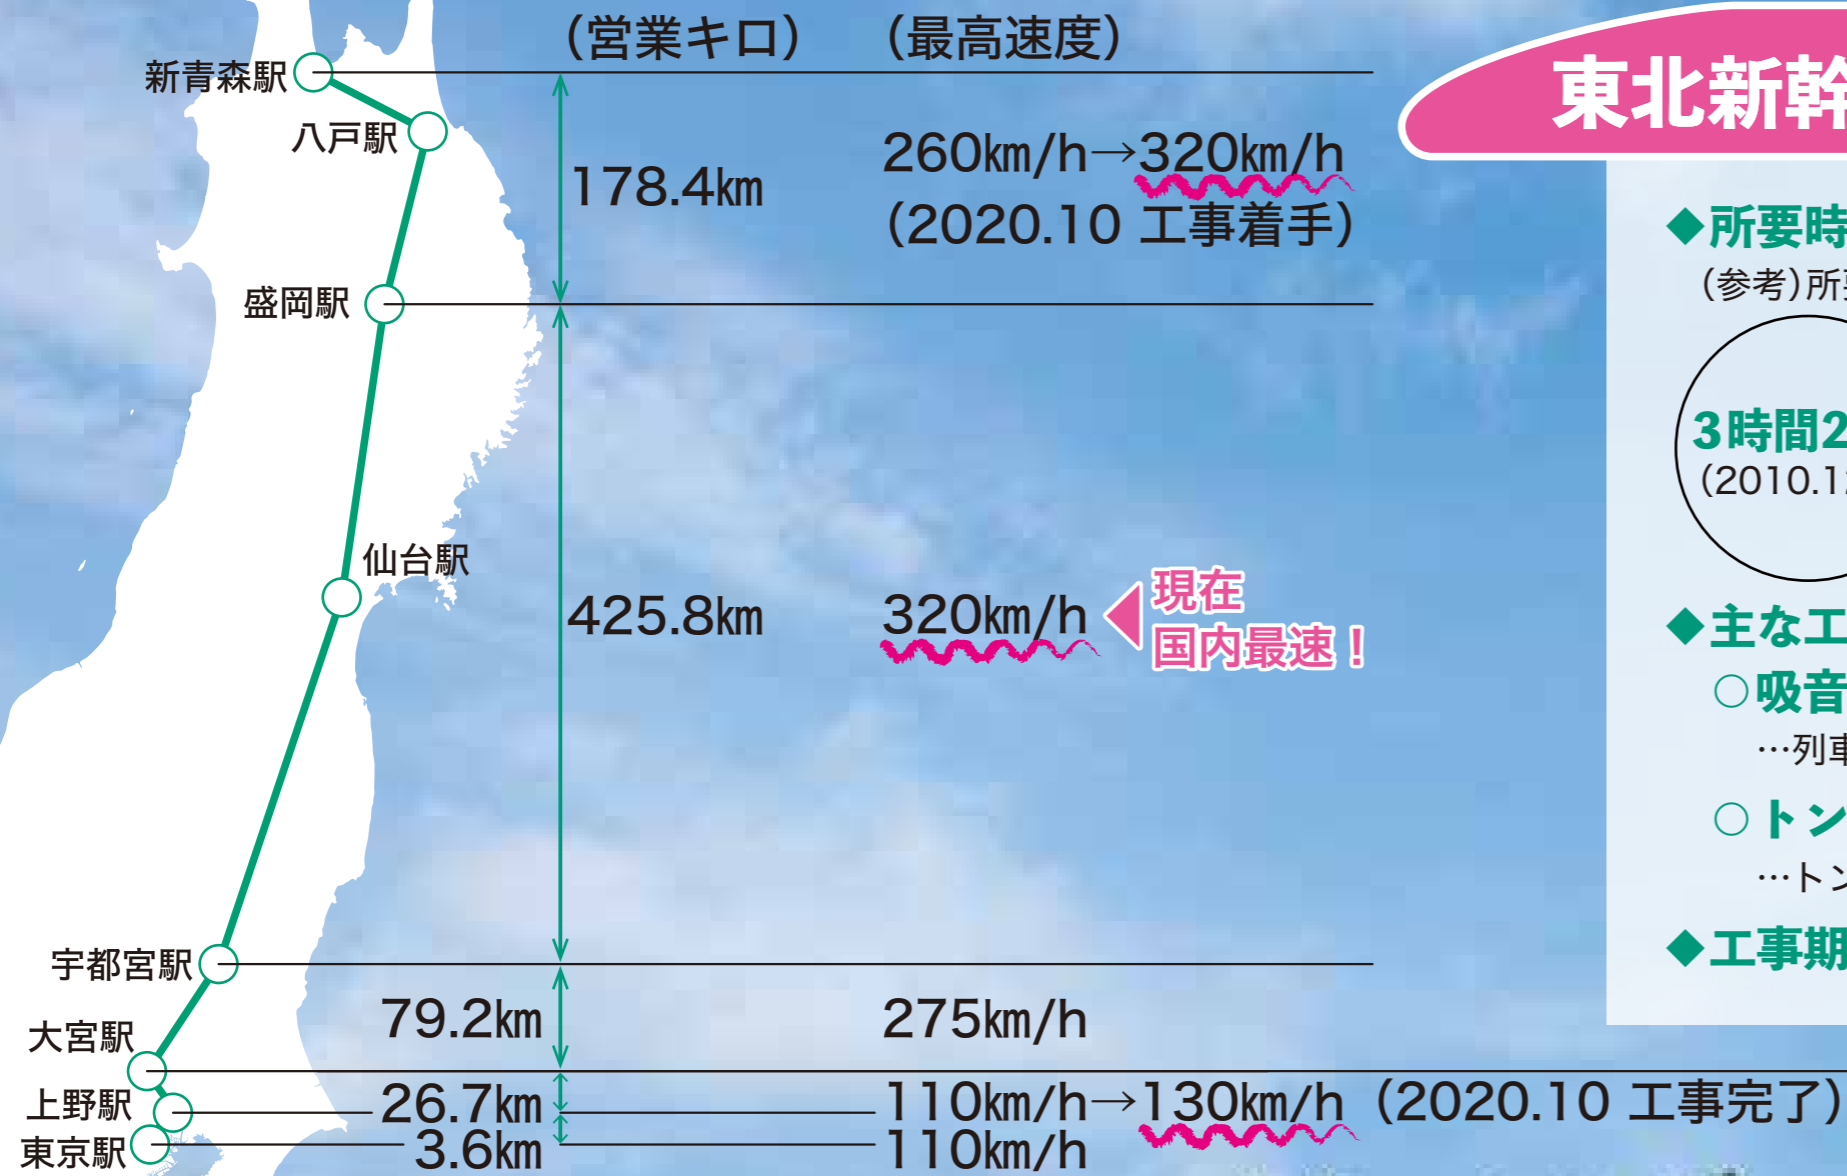 （営業キロ）　（最高速度）
新青森駅
八戸駅
178.4㎞
260㎞/h→320㎞/h
（2020.10 工事着手）
盛岡駅
仙台駅
425.8㎞
320㎞/h
現在
国内最速！
宇都宮駅
79.2㎞
275㎞/h
大宮駅
上野駅
26.7㎞
110㎞/h→130㎞/h（2020.10 工事完了）
東京駅
3.6㎞
110㎞/h
東北新幹
◆所要時
（参考）所要
3時間2
（2010.12
◆主な工
○吸音
…列車
○トン
…トン
◆工事期